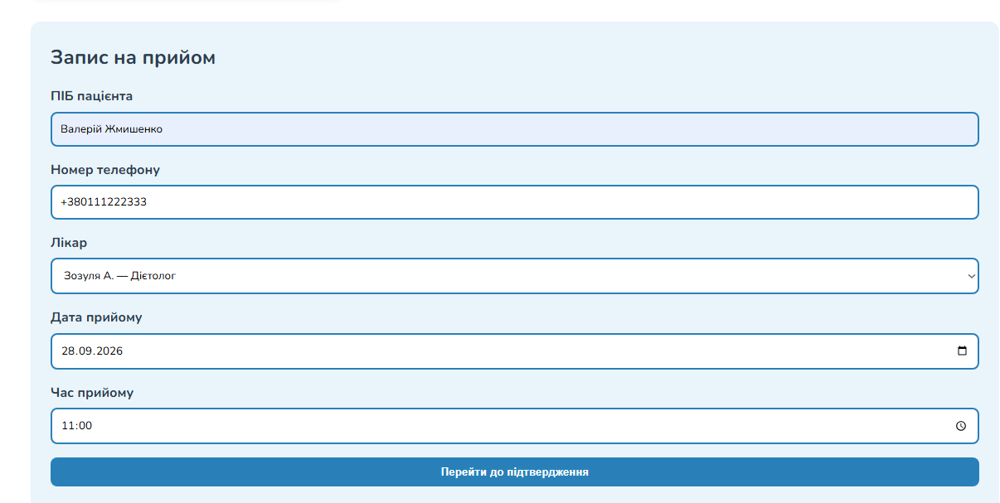 Запис на прийом
ПІБ пацієнта
Валерій Жмишенко
Номер телефону
+380111222333
Лікар
Зозуля А. — Дієтолог
Дата прийому
28.09.2026
Час прийому
11:00
Перейти до підтвердження